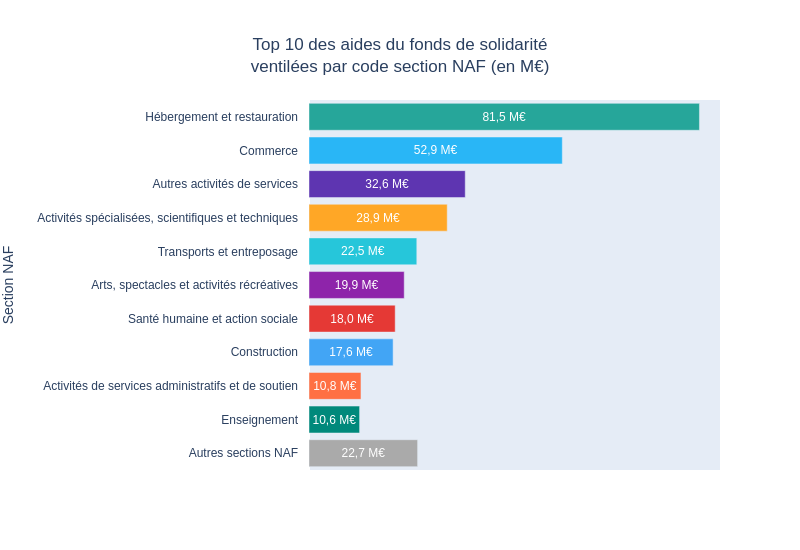 Top 10 des aides du fonds de solidarité
ventilées par code section NAF (en M€)
Section NAF
Hébergement et restauration 81,5 M€
Commerce 52,9 M€
Autres activités de services 32,6 M€
Activités spécialisées, scientifiques et techniques 28,9 M€
Transports et entreposage 22,5 M€
Arts, spectacles et activités récréatives 19,9 M€
Santé humaine et action sociale 18,0 M€
Construction 17,6 M€
Activités de services administratifs et de soutien 10,8 M€
Enseignement 10,6 M€
Autres sections NAF 22,7 M€